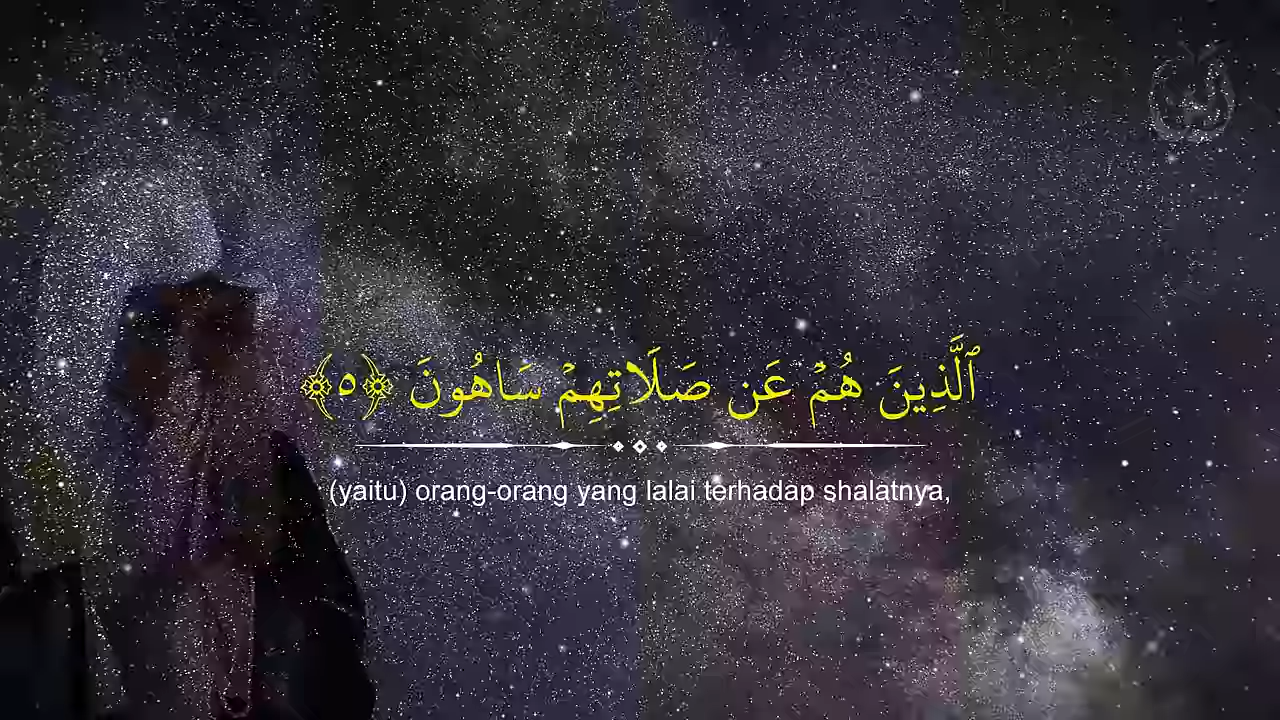 ٱلَّذِينَ هُمۡ عَن صَلَاتِهِمۡ سَاهُونَ ﴿٥﴾
(yaitu) orang-orang yang lalai terhadap shalatnya,